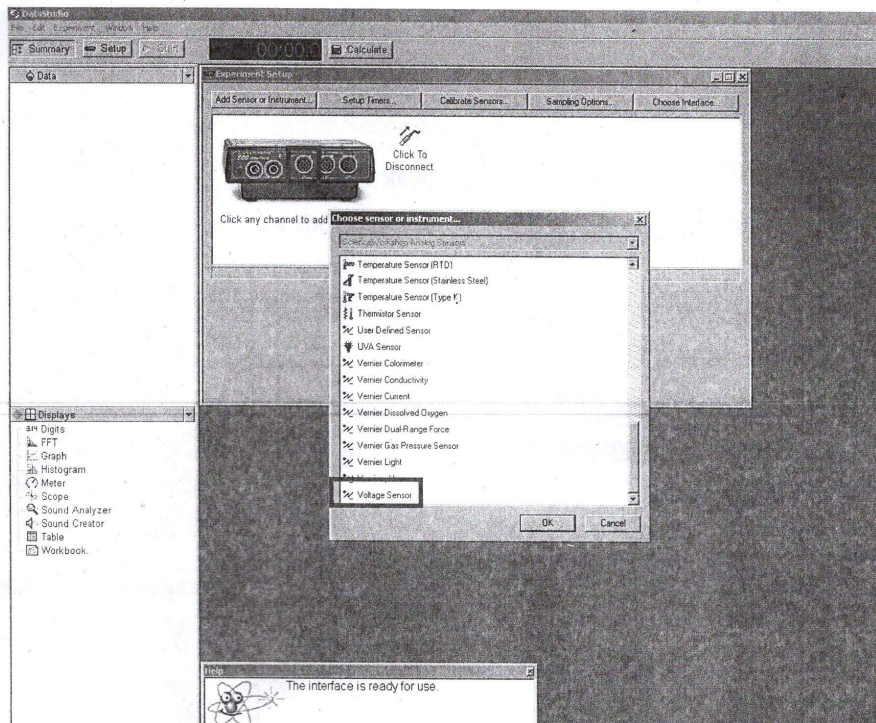 DataStudio
File Edit Experiment Window Help
Summary Setup Start 00:00.0 Calculate
Data
Experiment Setup
Add Sensor or Instrument... Setup Timers... Calibrate Sensors... Sampling Options... Choose Interface...
Click To
Disconnect
Click any channel to add
Choose sensor or instrument...
ScienceWorkshop Analog Sensors
Temperature Sensor (RTD)
Temperature Sensor (Stainless Steel)
Temperature Sensor (Type K)
Thermistor Sensor
User Defined Sensor
UVA Sensor
Vernier Colorimeter
Vernier Conductivity
Vernier Current
Vernier Dissolved Oxygen
Vernier Dual-Range Force
Vernier Gas Pressure Sensor
Vernier Light
Voltage Sensor
OK Cancel
Displays
3.14 Digits
FFT
Graph
Histogram
Meter
Scope
Sound Analyzer
Sound Creator
Table
Workbook
Help
The interface is ready for use.